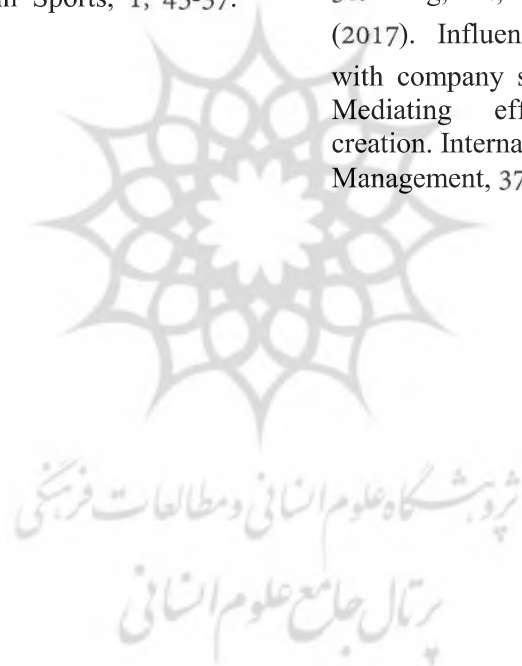 Sports, 1, 43-57.
(2017). Influen
with company s
Mediating eff
creation. Interna
Management, 37
پژوهشگاه علوم انسانی و مطالعات فرهنگی
پرتال جامع علوم انسانی